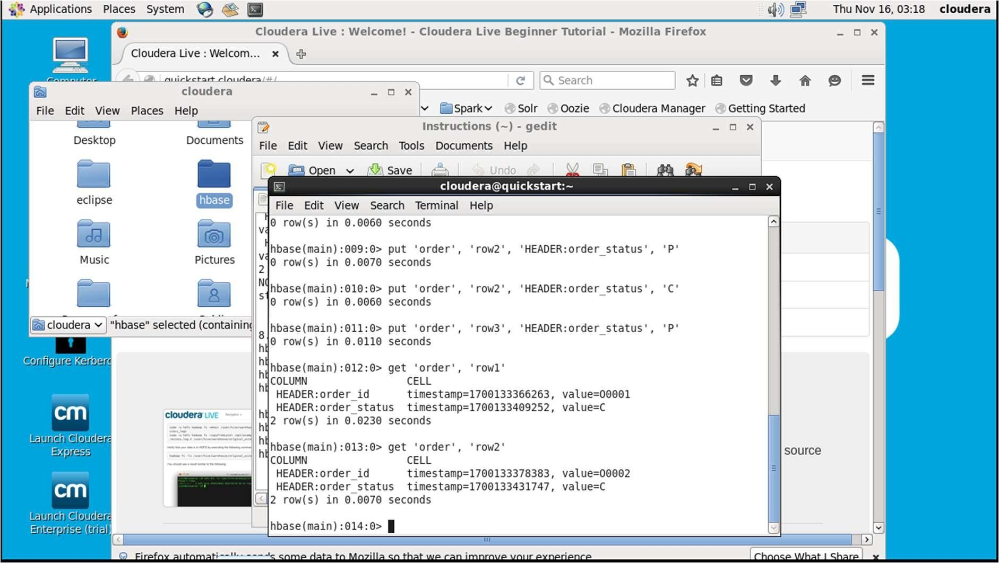 Applications Places System
Thu Nov 16, 03:18 cloudera
Cloudera Live : Welcome! - Cloudera Live Beginner Tutorial - Mozilla Firefox
Cloudera Live : Welcom...
Computer
quickstart.cloudera/#/
Search
cloudera
File Edit View Places Help
Spark Solr Oozie Cloudera Manager Getting Started
Instructions (~) - gedit
Desktop Documents
File Edit View Search Tools Documents Help
Open Save Undo
cloudera@quickstart:~
eclipse hbase
File Edit View Search Terminal Help
0 row(s) in 0.0060 seconds
hbase(main):009:0> put 'order', 'row2', 'HEADER:order_status', 'P'
Music Pictures
0 row(s) in 0.0070 seconds
hbase(main):010:0> put 'order', 'row2', 'HEADER:order_status', 'C'
0 row(s) in 0.0060 seconds
cloudera "hbase" selected (containing
hbase(main):011:0> put 'order', 'row3', 'HEADER:order_status', 'P'
0 row(s) in 0.0110 seconds
Configure Kerbero
hbase(main):012:0> get 'order', 'row1'
COLUMN CELL
HEADER:order_id timestamp=1700133366263, value=O0001
HEADER:order_status timestamp=1700133409252, value=C
2 row(s) in 0.0230 seconds
cloudera LIVE
cm
Launch Cloudera
Express
hbase(main):013:0> get 'order', 'row2'
source
COLUMN CELL
HEADER:order_id timestamp=1700133378383, value=O0002
HEADER:order_status timestamp=1700133431747, value=C
2 row(s) in 0.0070 seconds
cm
Launch Cloudera
Enterprise (trial)
hbase(main):014:0>
Firefox automatically sends some data to Mozilla so that we can improve your experience
Choose What I Share